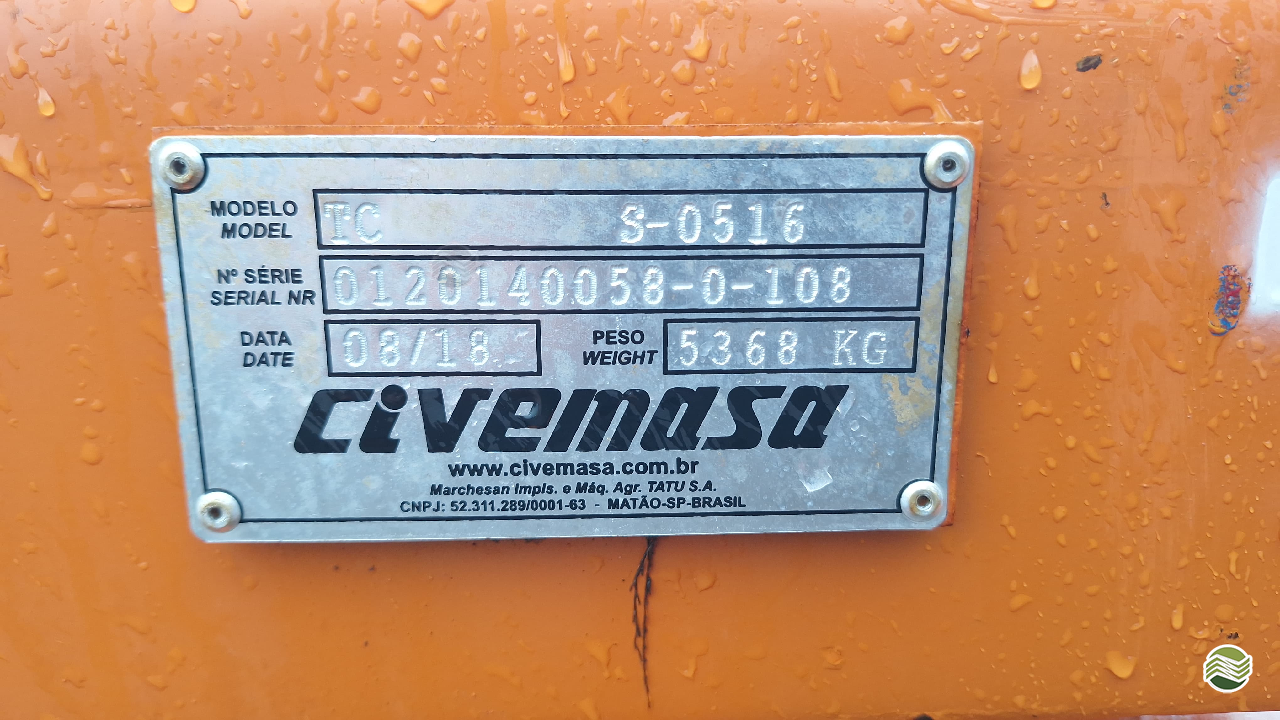 MODELO
MODEL
TC S-0516
Nº SÉRIE
SERIAL NR
0120140058-0-108
DATA
DATE
08/18
PESO
WEIGHT
5368 KG
civemasa
www.civemasa.com.br
Marchesan Impls. e Máq. Agr. TATU S.A.
CNPJ: 52.311.289/0001-63 - MATÃO-SP-BRASIL